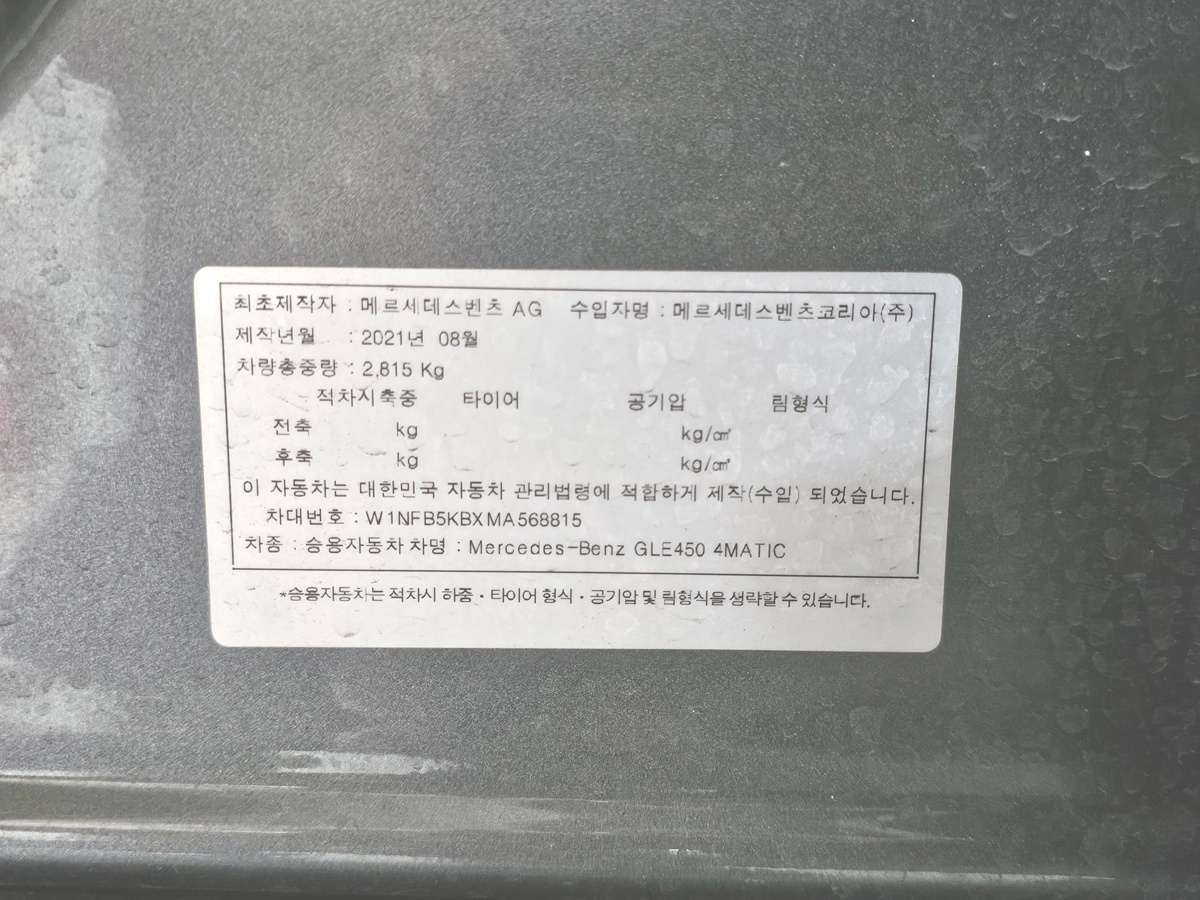 최초제작자 : 메르세데스벤츠 AG 수입자명 : 메르세데스벤츠코리아(주)
제작년월 : 2021년 08월
차량총중량 : 2,815 Kg
적차시축중 타이어 공기압 림형식
전축 kg kg/㎠
후축 kg kg/㎠
이 자동차는 대한민국 자동차 관리법령에 적합하게 제작(수입) 되었습니다.
차대번호 : W1NFB5KBXMA568815
차종 : 승용자동차 차명 : Mercedes-Benz GLE450 4MATIC
*승용자동차는 적차시 하중・타이어 형식・공기압 및 림형식을 생략할 수 있습니다.